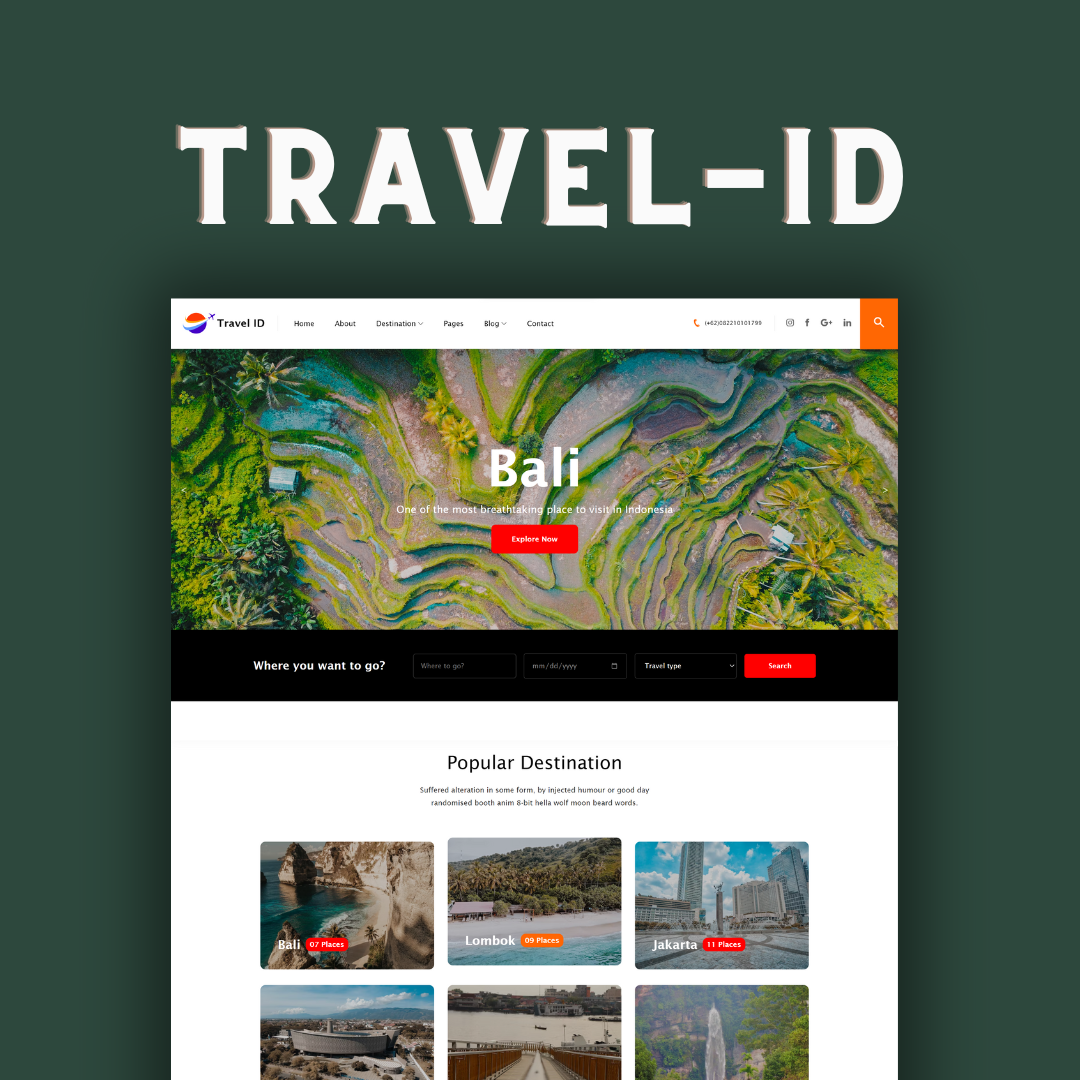 TRAVEL-ID
Travel ID
Home
About
Destination
Pages
Blog
Contact
(+62)082210101799
Bali
One of the most breathtaking place to visit in Indonesia
Explore Now
Where you want to go?
Where to go?
mm/dd/yyyy
Travel type
Search
Popular Destination
Suffered alteration in some form, by injected humour or good day
randomised booth anim 8-bit hella wolf moon beard words.
Bali 07 Places
Lombok 09 Places
Jakarta 11 Places